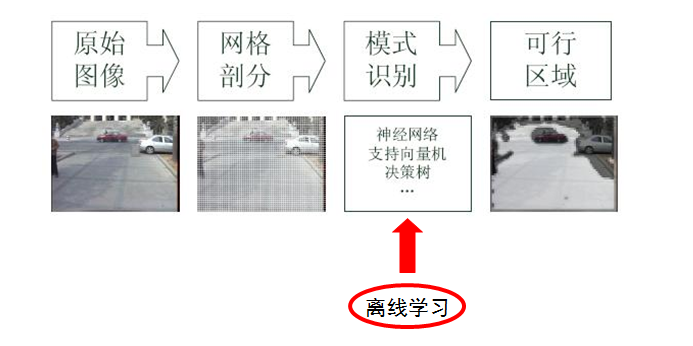 原始
图像
网格
剖分
模式
识别
可行
区域
神经网络
支持向量机
决策树
...
离线学习